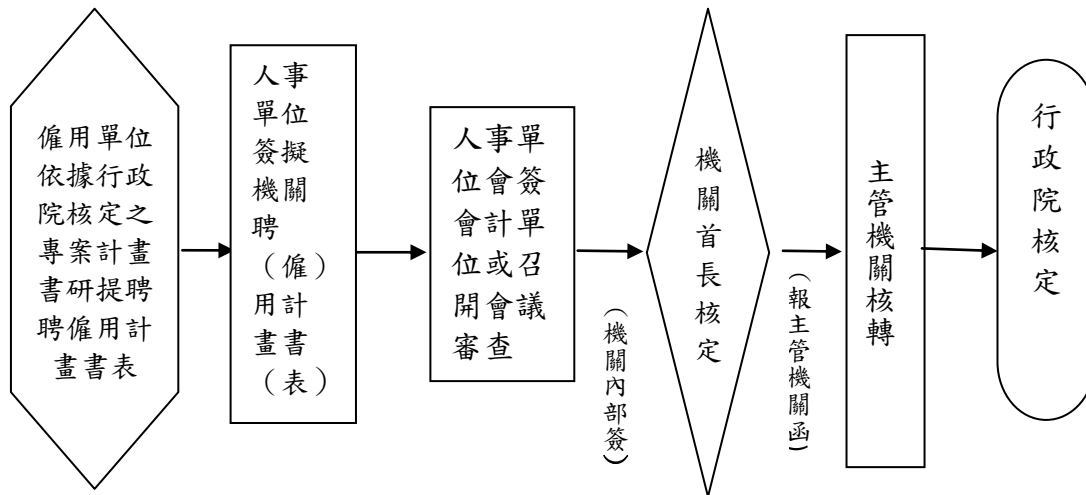 僱用單位
依據行政
院核定之
專案計畫
書研提聘
聘僱用計
畫書表
人事
單位
簽擬
機關
聘
（僱）
用計
畫書
（表）
人事單
位會簽
會計單
位或召
開會議
審查
（機關內部簽）
機關首長核定
（報主管機關函）
主管機關核轉
行政院核定